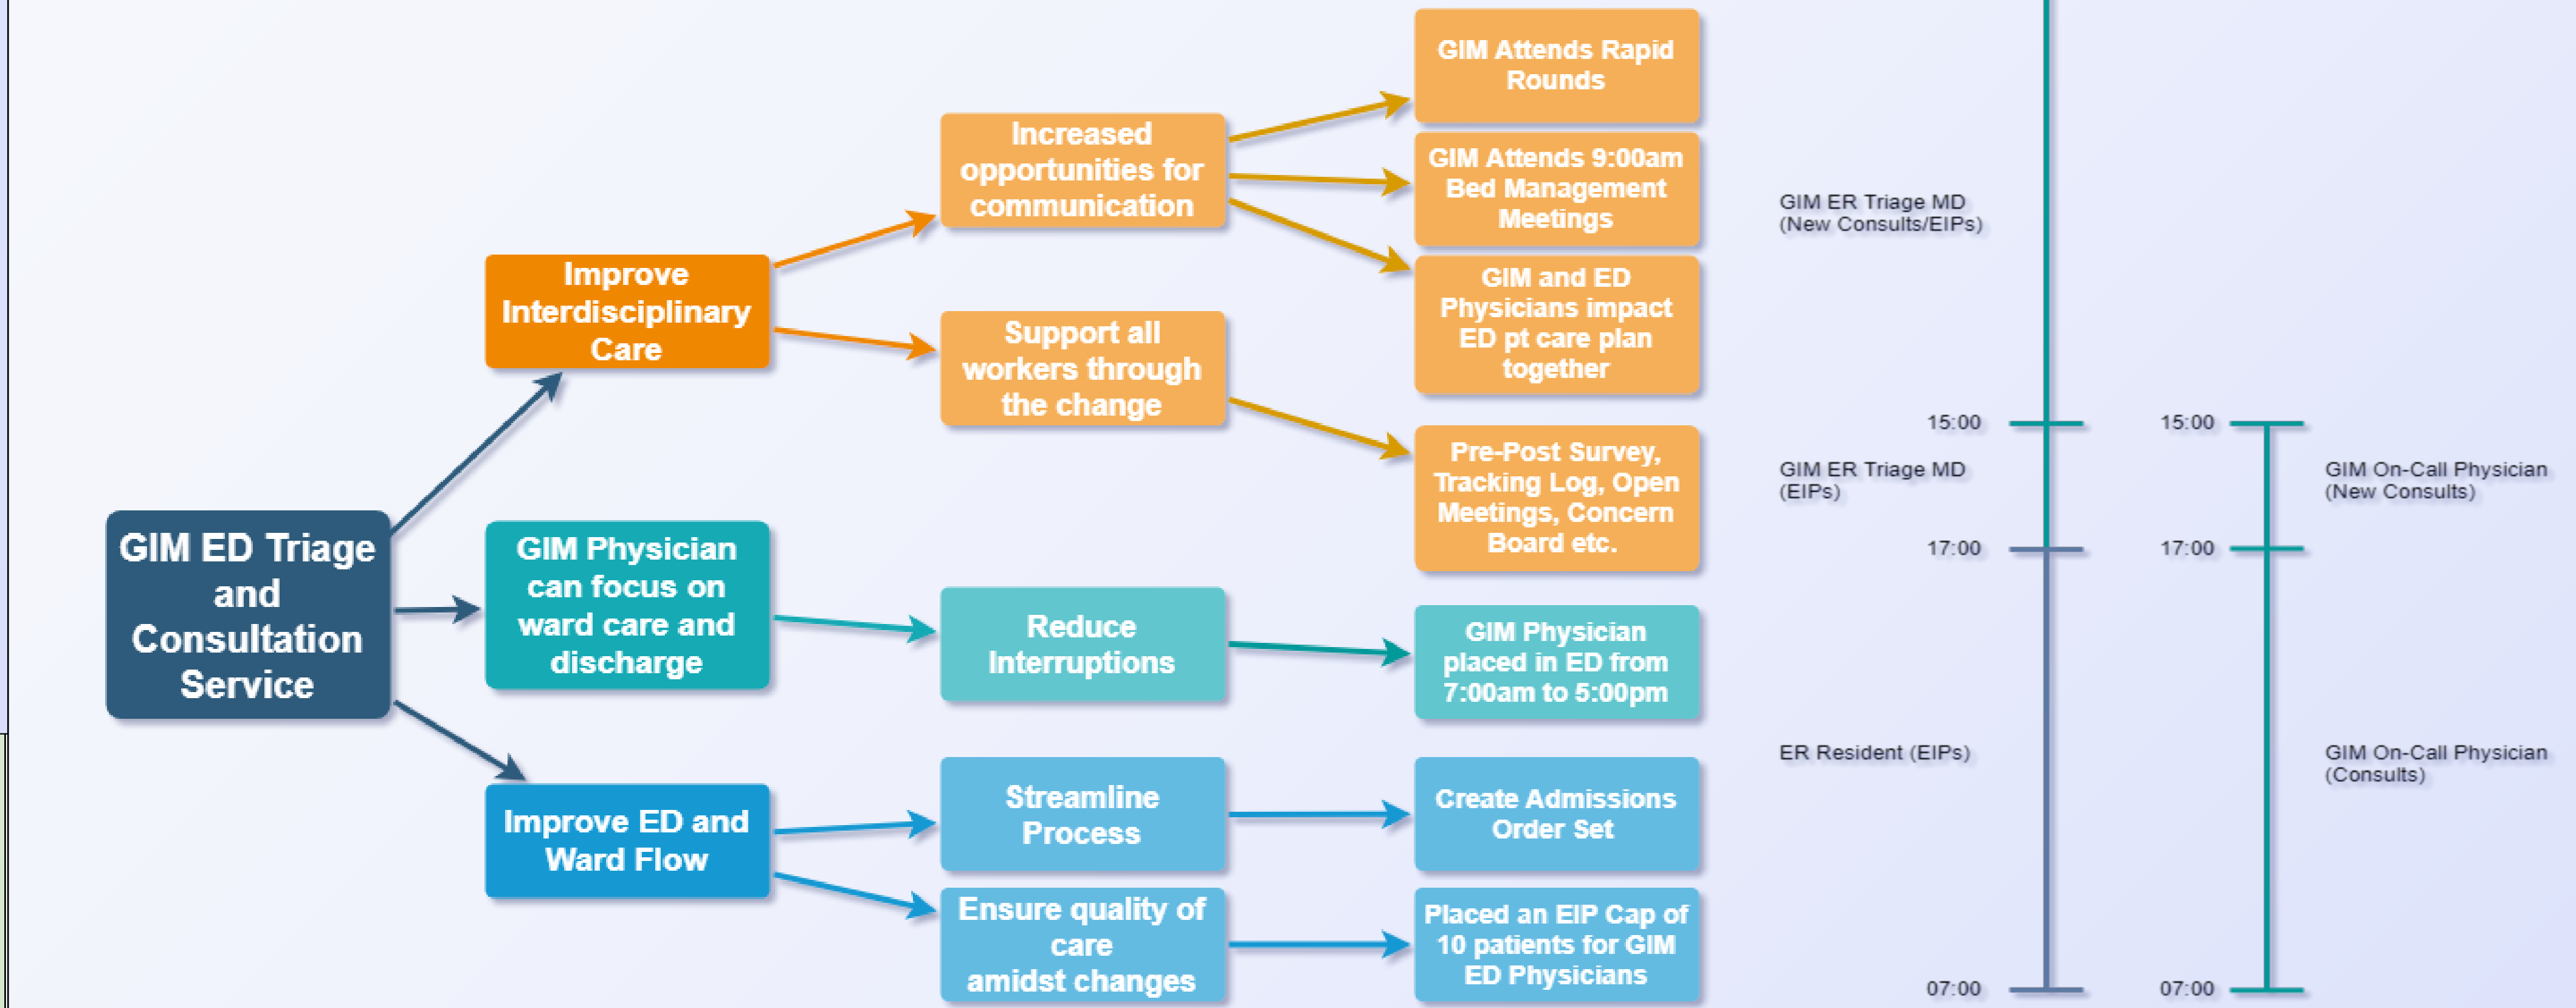 GIM ED Triage
and
Consultation
Service
Improve
Interdisciplinary
Care
GIM Physician
can focus on
ward care and
discharge
Improve ED and
Ward Flow
Increased
opportunities for
communication
Support all
workers through
the change
Reduce
Interruptions
Streamline
Process
Ensure quality of
care
amidst changes
GIM Attends Rapid
Rounds
GIM Attends 9:00am
Bed Management
Meetings
GIM and ED
Physicians impact
ED pt care plan
together
Pre-Post Survey,
Tracking Log, Open
Meetings, Concern
Board etc.
GIM Physician
placed in ED from
7:00am to 5:00pm
Create Admissions
Order Set
Placed an EIP Cap of
10 patients for GIM
ED Physicians
GIM ER Triage MD
(New Consults/EIPs)
15:00
GIM ER Triage MD
(EIPs)
17:00
ER Resident (EIPs)
07:00
15:00
GIM On-Call Physician
(New Consults)
17:00
GIM On-Call Physician
(Consults)
07:00